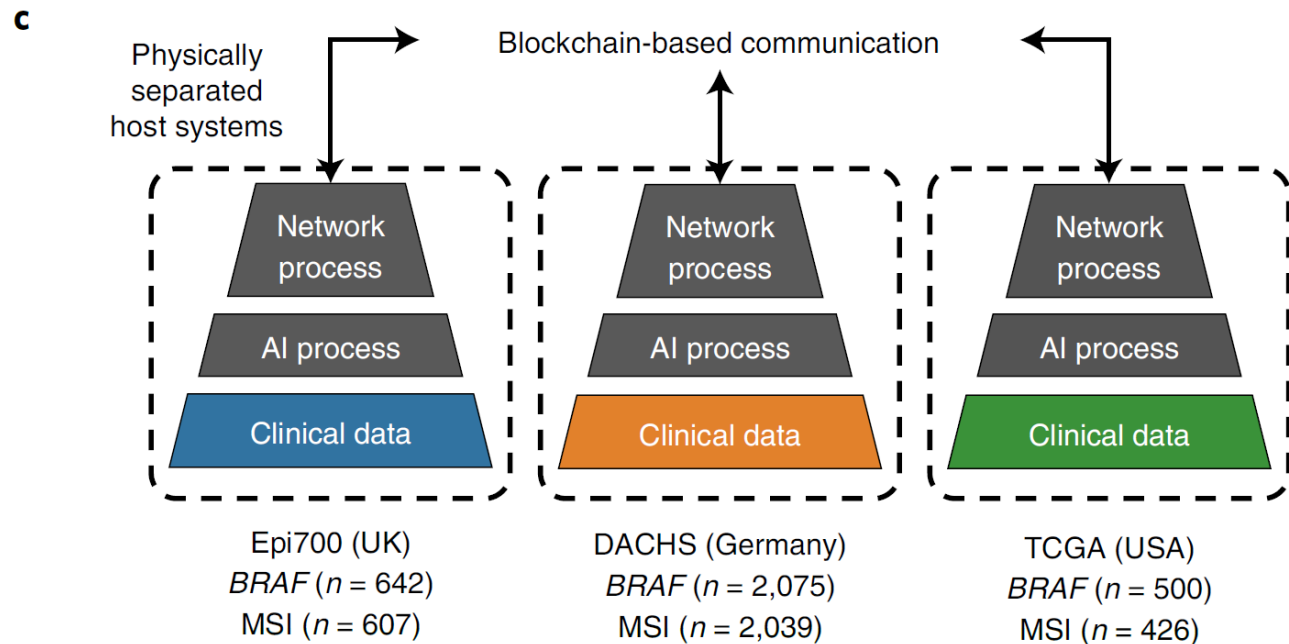 c
Physically
separated
host systems
Blockchain-based communication
Network
process
AI process
Clinical data
Network
process
AI process
Clinical data
Network
process
AI process
Clinical data
Epi700 (UK)
BRAF (n = 642)
MSI (n = 607)
DACHS (Germany)
BRAF (n = 2,075)
MSI (n = 2,039)
TCGA (USA)
BRAF (n = 500)
MSI (n = 426)